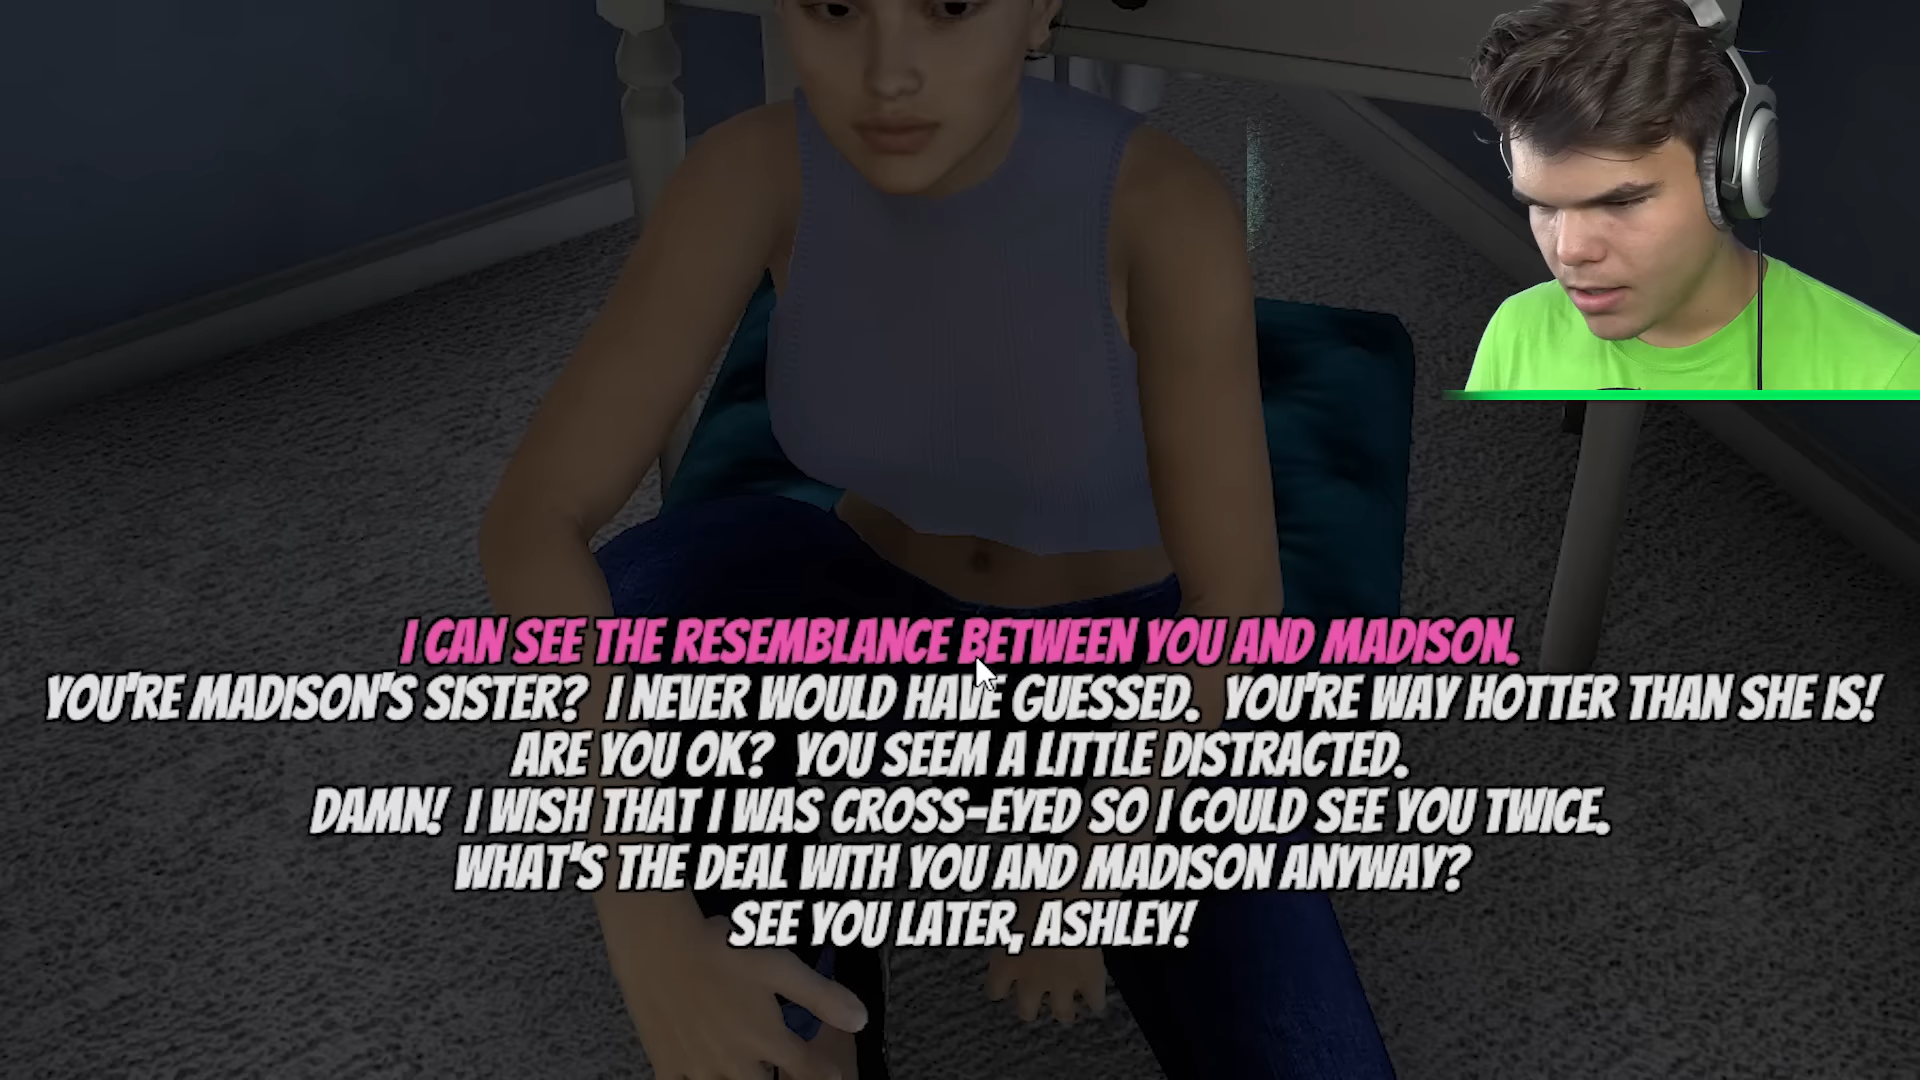 I CAN SEE THE RESEMBLANCE BETWEEN YOU AND MADISON.
YOU'RE MADISON'S SISTER? I NEVER WOULD HAVE GUESSED. YOU'RE WAY HOTTER THAN SHE IS!
ARE YOU OK? YOU SEEM A LITTLE DISTRACTED.
DAMN! I WISH THAT I WAS CROSS-EYED SO I COULD SEE YOU TWICE.
WHAT'S THE DEAL WITH YOU AND MADISON ANYWAY?
SEE YOU LATER, ASHLEY!